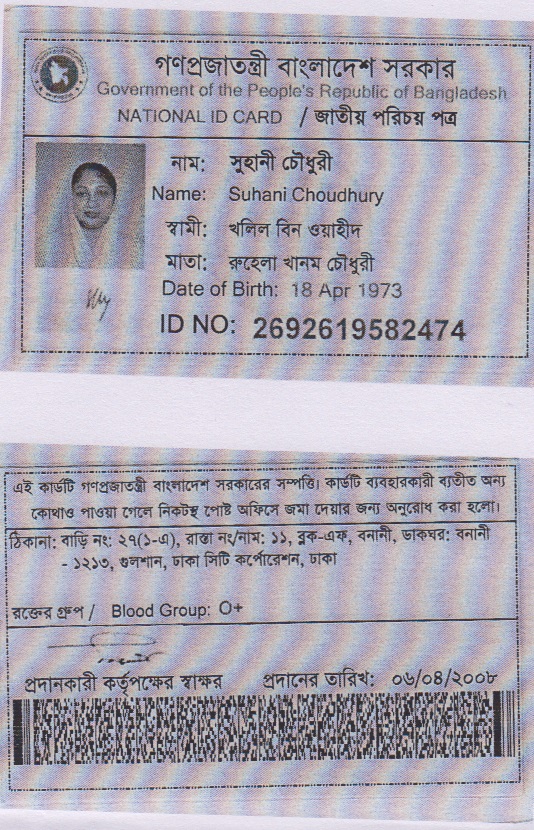 গণপ্রজাতন্ত্রী বাংলাদেশ সরকার
Government of the People's Republic of Bangladesh
NATIONAL ID CARD / জাতীয় পরিচয় পত্র
নাম: সুহানী চৌধুরী
Name: Suhani Choudhury
স্বামী: খলিল বিন ওয়াহীদ
মাতা: রুহেলা খানম চৌধুরী
Date of Birth: 18 Apr 1973
ID NO: 2692619582474
এই কার্ডটি গণপ্রজাতন্ত্রী বাংলাদেশ সরকারের সম্পত্তি। কার্ডটি ব্যবহারকারী ব্যতীত অন্য
কোথাও পাওয়া গেলে নিকটস্থ পোষ্ট অফিসে জমা দেয়ার জন্য অনুরোধ করা হলো।
ঠিকানা: বাড়ি নং: ২৭(১-এ), রাস্তা নং/নাম: ১১, ব্লক-এফ, বনানী, ডাকঘর: বনানী
- ১২১৩, গুলশান, ঢাকা সিটি কর্পোরেশন, ঢাকা
রক্তের গ্রুপ / Blood Group: O+
প্রদানকারী কর্তৃপক্ষের স্বাক্ষর প্রদানের তারিখ: ০৬/০৪/২০০৮